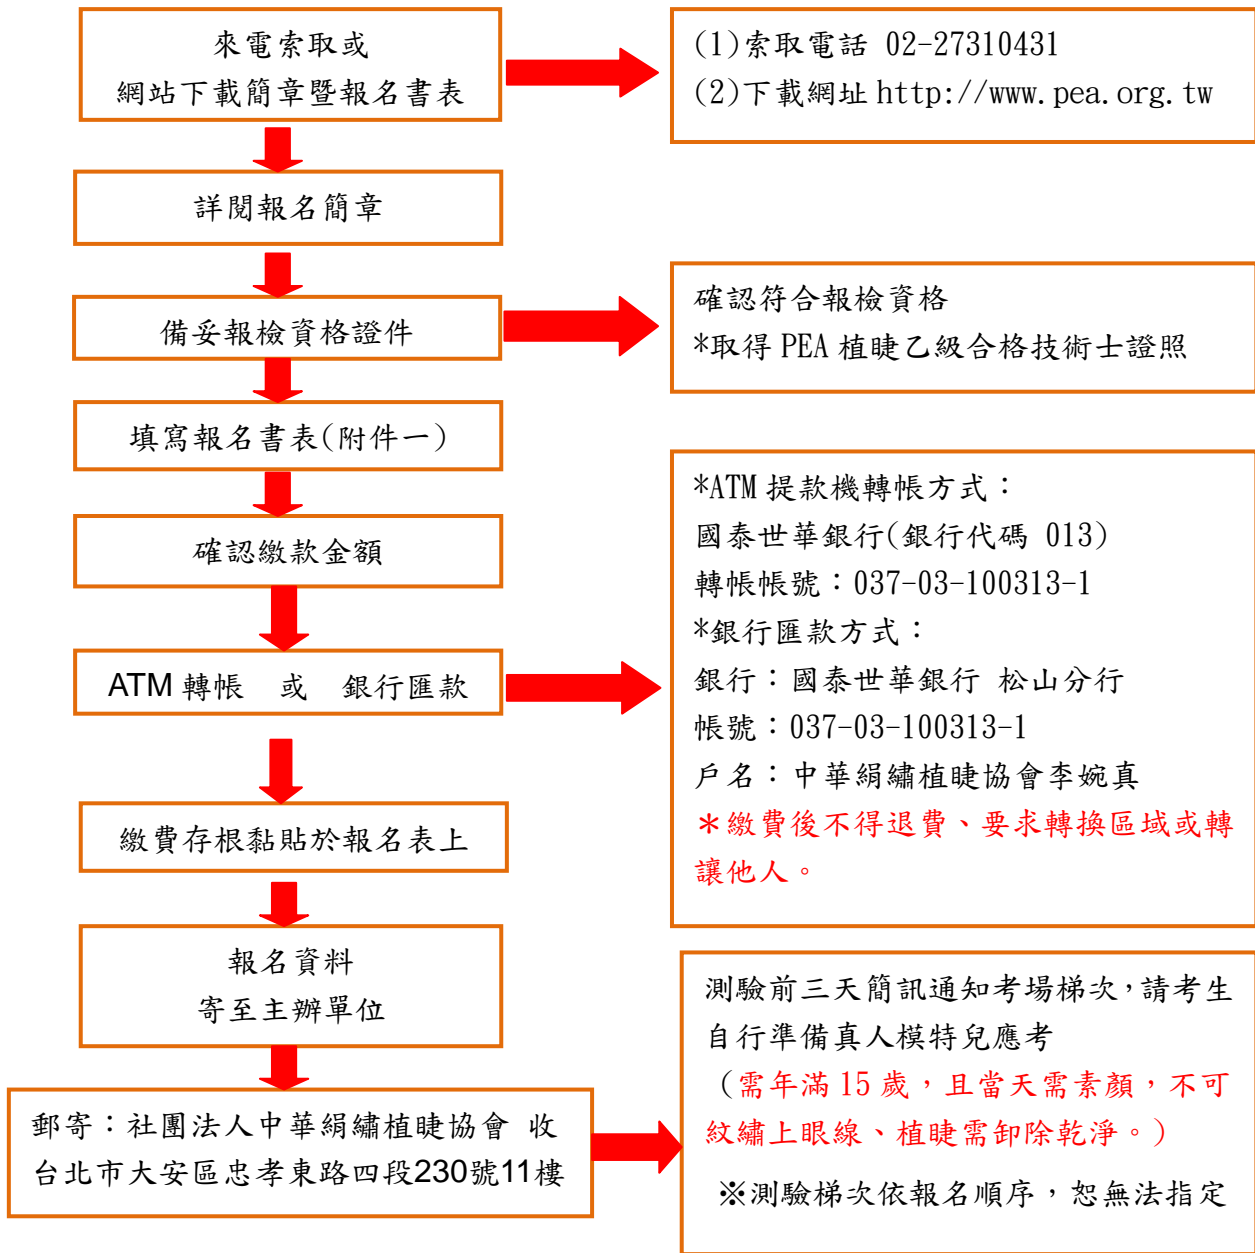 來電索取或
網站下載簡章暨報名書表
(1)索取電話 02-27310431
(2)下載網址 http://www.pea.org.tw
詳閱報名簡章
備妥報檢資格證件
確認符合報檢資格
*取得 PEA 植睫乙級合格技術士證照
填寫報名書表(附件一)
確認繳款金額
ATM 轉帳 或 銀行匯款
*ATM 提款機轉帳方式：
國泰世華銀行(銀行代碼 013)
轉帳帳號：037-03-100313-1
*銀行匯款方式：
銀行：國泰世華銀行 松山分行
帳號：037-03-100313-1
戶名：中華絹繡植睫協會李婉真
＊繳費後不得退費、要求轉換區域或轉
讓他人。
繳費存根黏貼於報名表上
報名資料
寄至主辦單位
郵寄：社團法人中華絹繡植睫協會 收
台北市大安區忠孝東路四段230號11樓
測驗前三天簡訊通知考場梯次，請考生
自行準備真人模特兒應考
（需年滿 15 歲，且當天需素顏，不可
紋繡上眼線、植睫需卸除乾淨。）
※測驗梯次依報名順序，恕無法指定